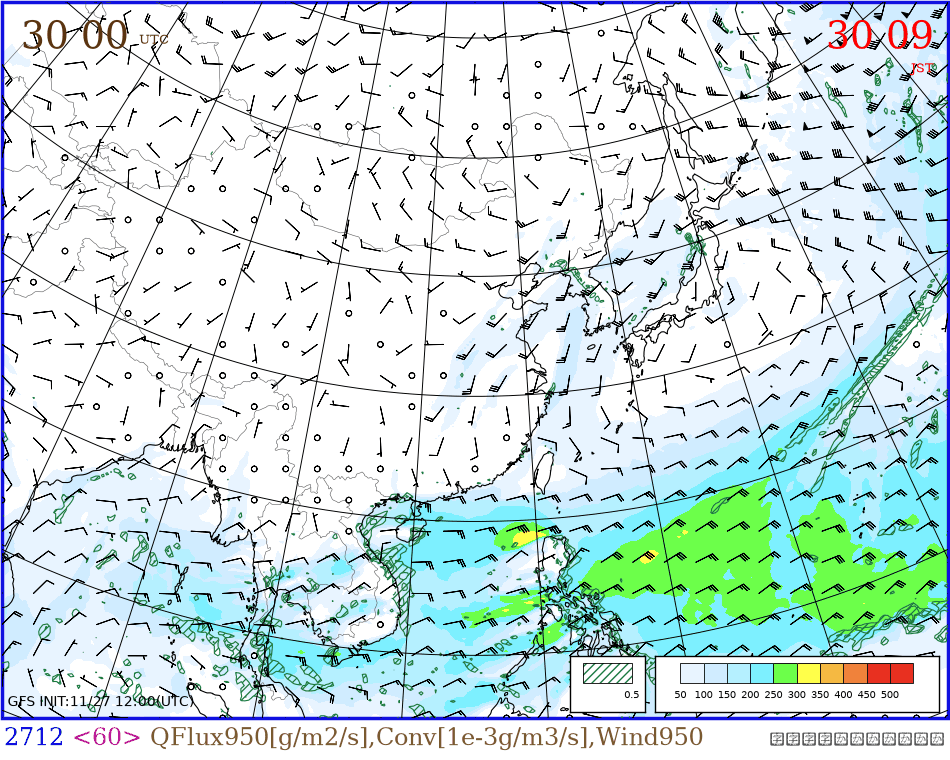 30 00 UTC
30 09
JST
0.5
50 100 150 200 250 300 350 400 450 500
GFS INIT:11/27 12:00(UTC)
2712 <60> QFlux950[g/m2/s],Conv[1e-3g/m3/s],Wind950